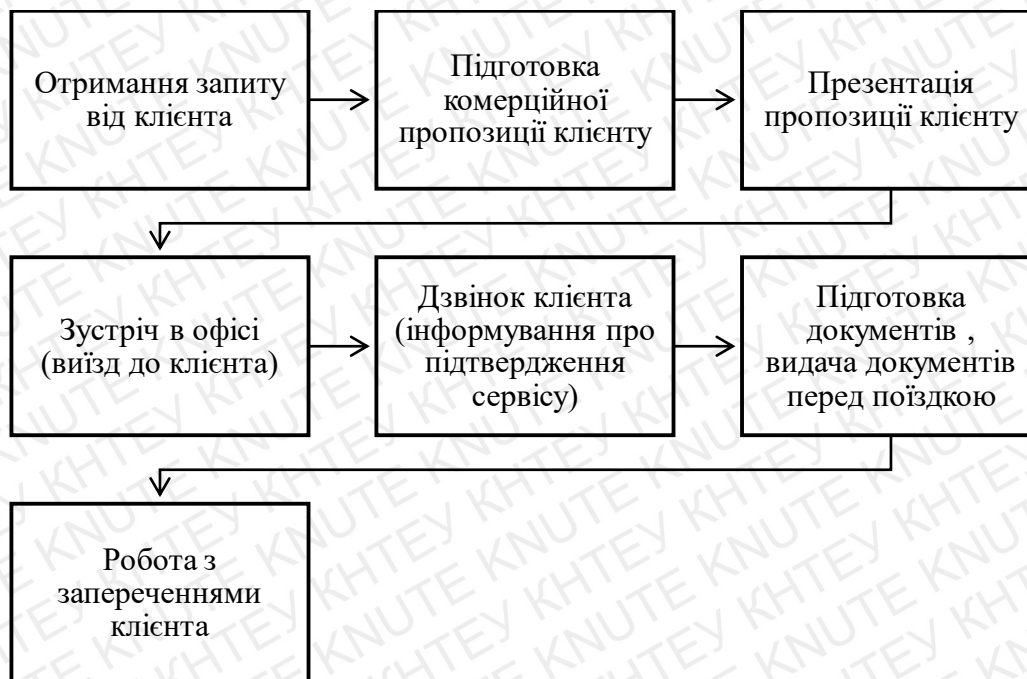 Отримання запиту
від клієнта
Підготовка
комерційної
пропозиції клієнту
Презентація
пропозиції клієнту
Зустріч в офісі
(виїзд до клієнта)
Дзвінок клієнта
(інформування про
підтвердження
сервісу)
Підготовка
документів ,
видача документів
перед поїздкою
Робота з
запереченнями
клієнта